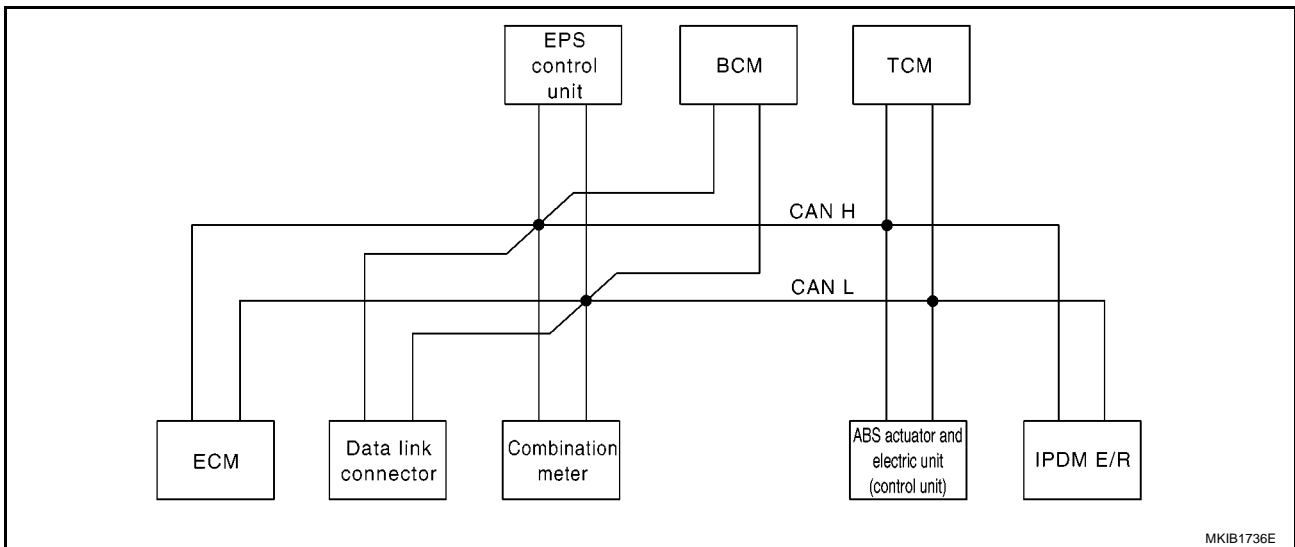 EPS
control
unit
BCM
TCM
CAN H
CAN L
ECM
Data link
connector
Combination
meter
ABS actuator and
electric unit
(control unit)
IPDM E/R
MKIB1736E